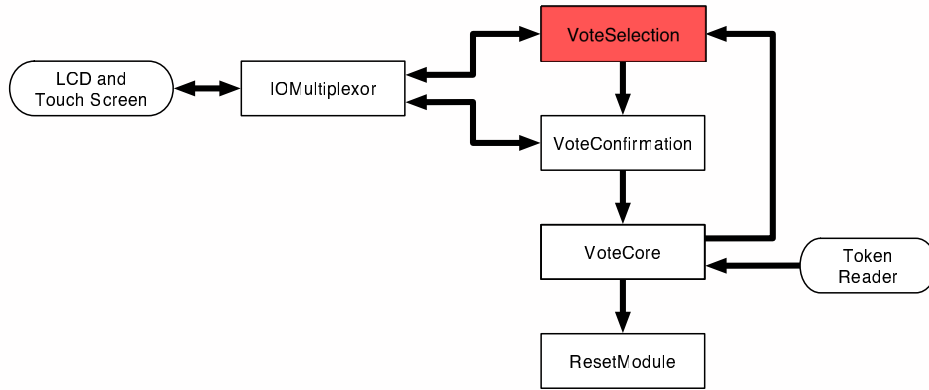 VoteSelection
LCD and
Touch Screen
IOMultiplexor
VoteConfirmation
VoteCore
Token
Reader
ResetModule